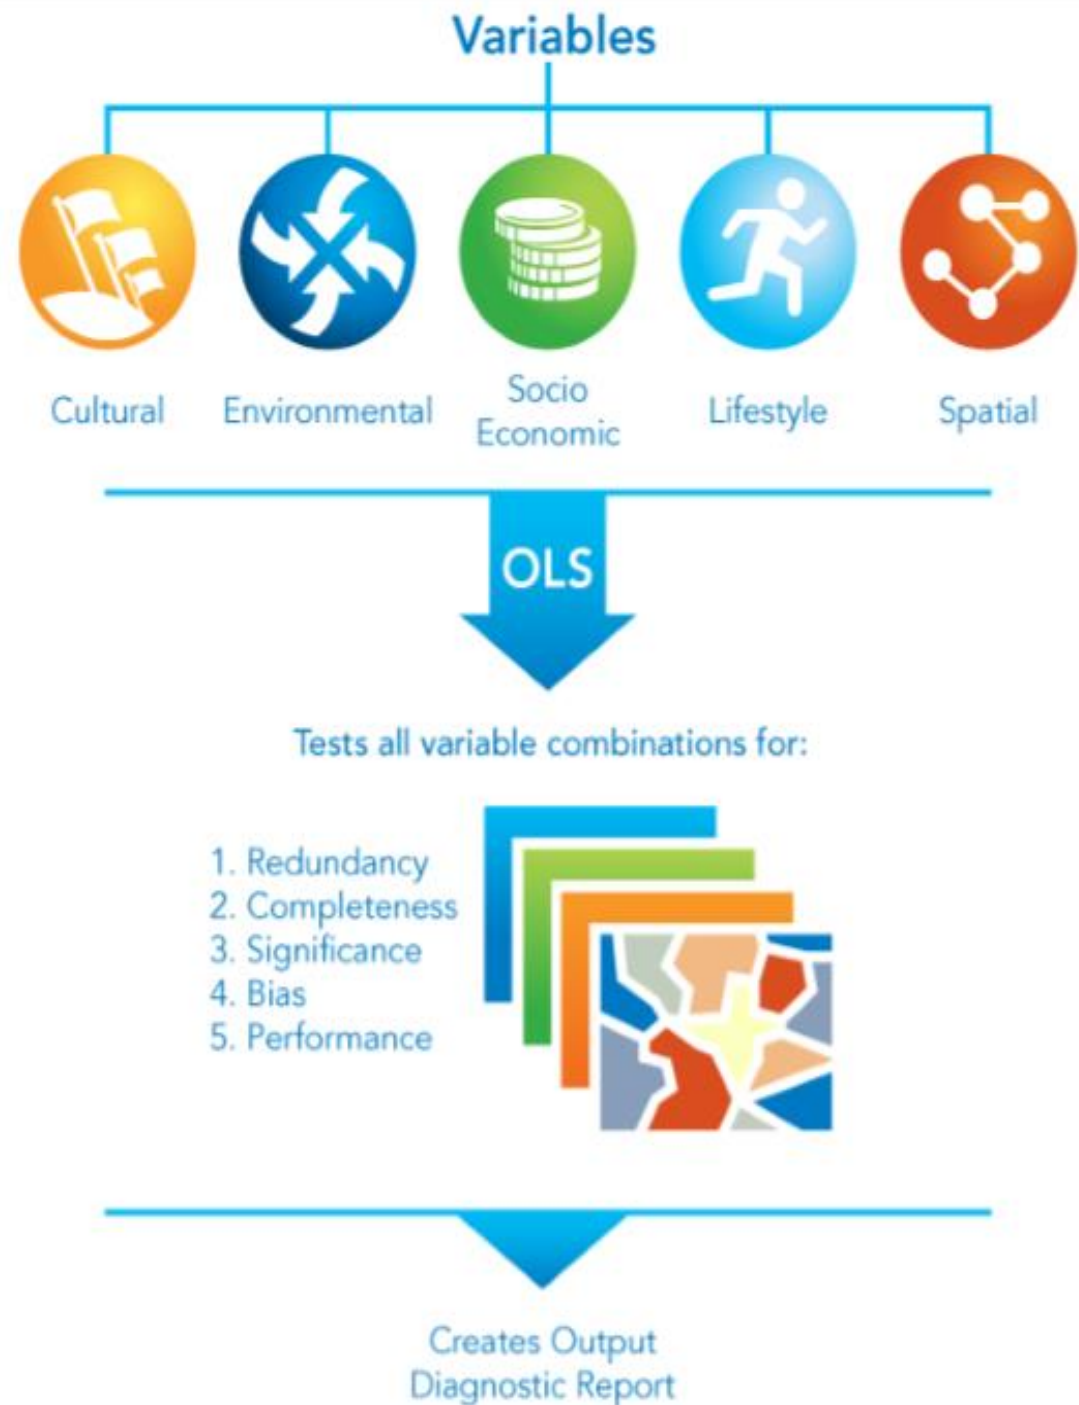 Variables
Cultural
Environmental
Socio
Economic
Lifestyle
Spatial
OLS
Tests all variable combinations for:
1. Redundancy
2. Completeness
3. Significance
4. Bias
5. Performance
Creates Output
Diagnostic Report